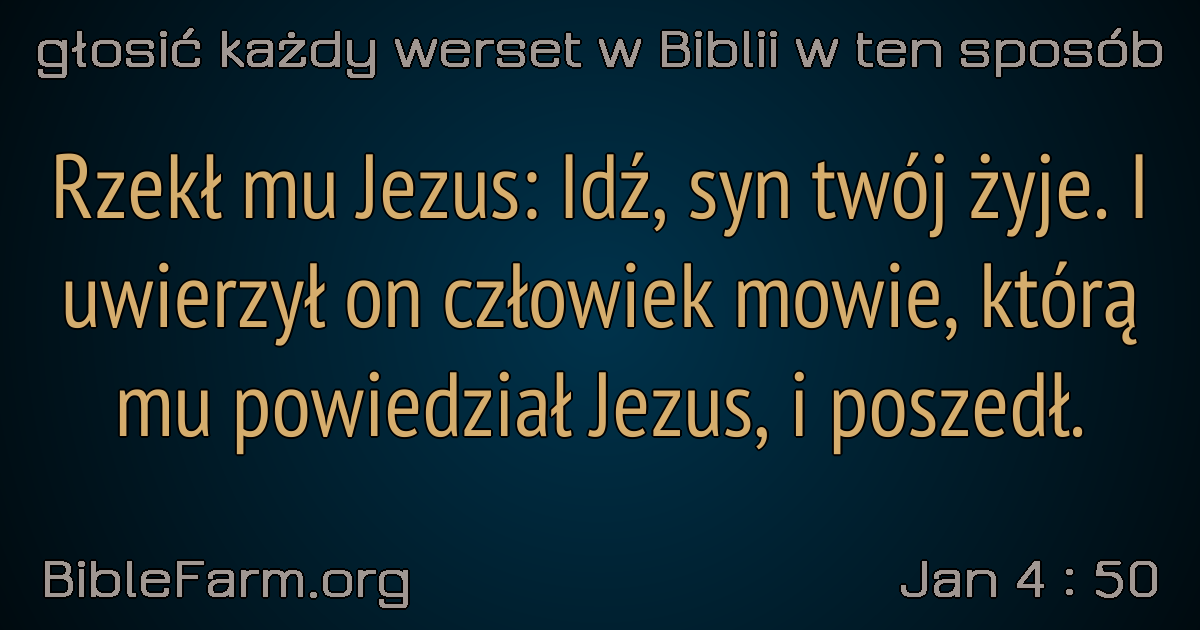 głosić każdy werset w Biblii w ten sposób
Rzekł mu Jezus: Idź, syn twój żyje. I
uwierzył on człowiek mowie, którą
mu powiedział Jezus, i poszedł.
BibleFarm.org
Jan 4 : 50